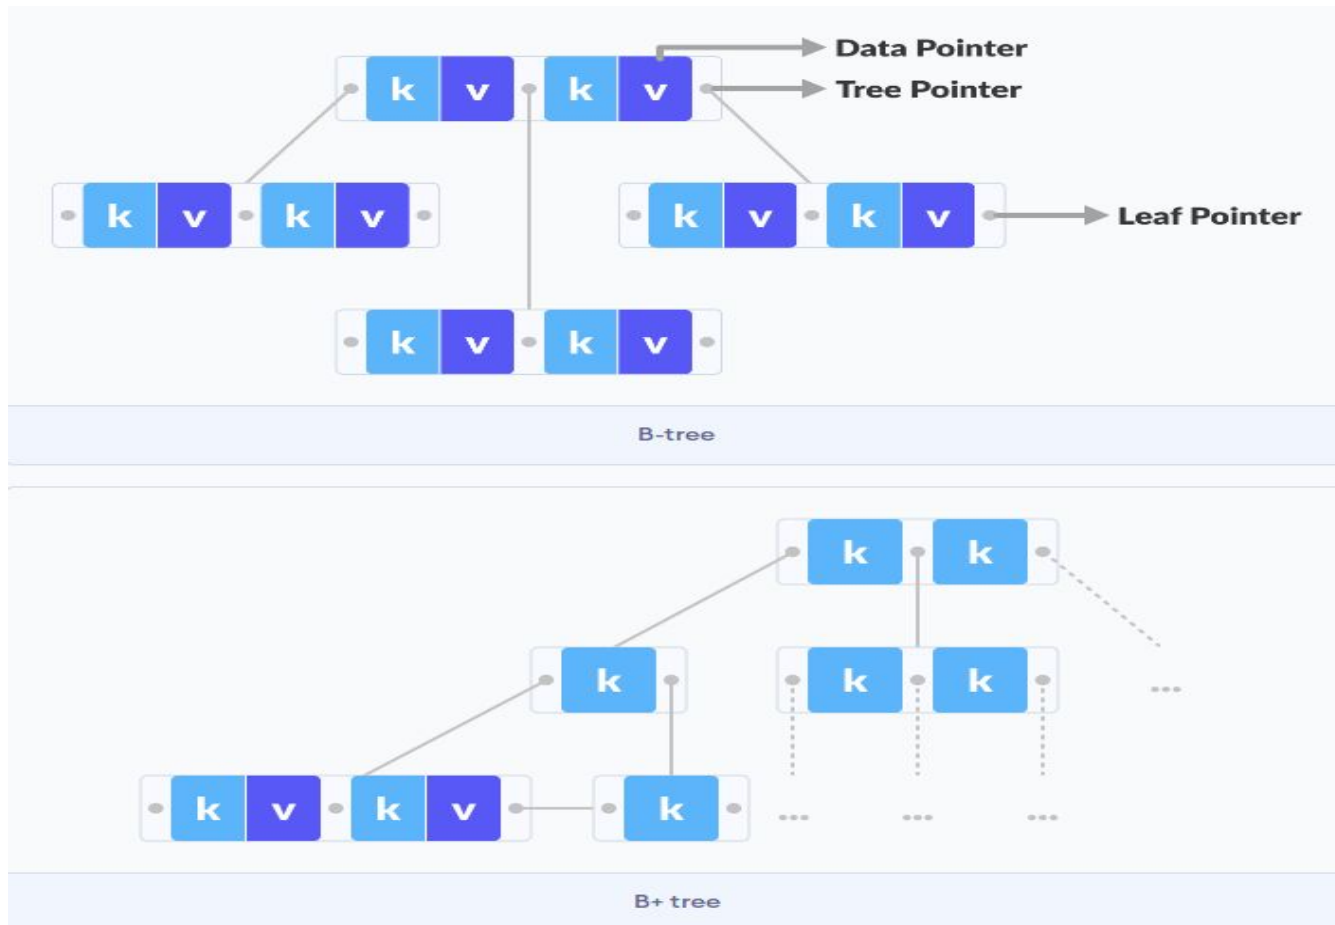 Data Pointer
k v k v
Tree Pointer
k v k v
k v k v
Leaf Pointer
k v k v
B-tree
k k
k
k k
k v k v
k
...
...
...
...
B+ tree